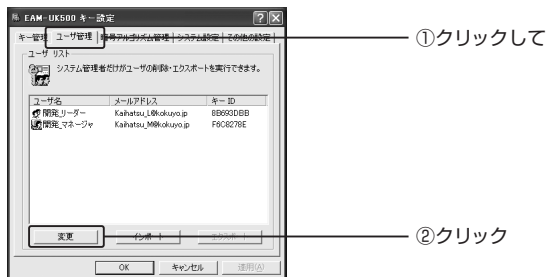 EAM-UK500 キー設定
キー管理 ユーザ管理 暗号アルゴリズム管理 システム設定 その他の設定
①クリックして
ユーザ リスト
システム管理者だけがユーザの削除・エクスポートを実行できます。
ユーザ名 メールアドレス キー ID
開発_リーダー Kaihatsu_L@kokuyo.jp 8B693DBB
開発_マネージャ Kaihatsu_M@kokuyo.jp F6C8278E
変更 インポート エクスポート
②クリック
OK キャンセル 適用(A)